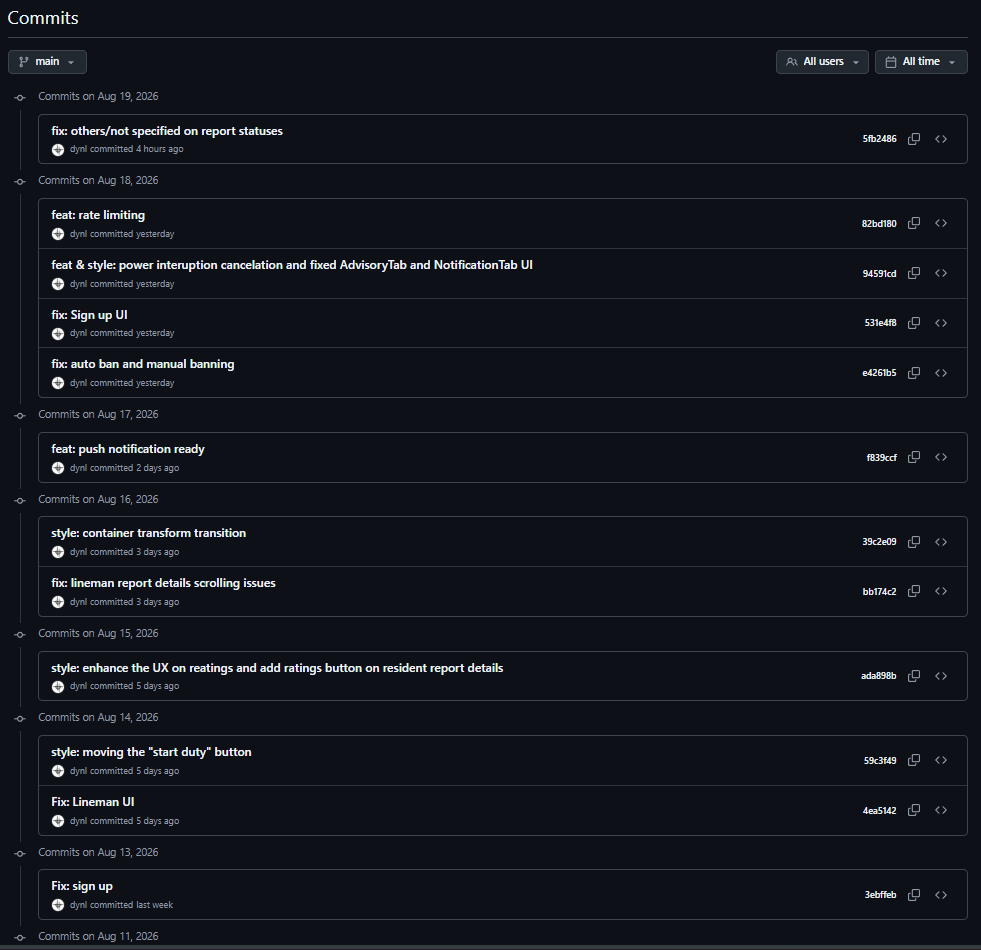 Commits
main
All users
All time
Commits on Aug 19, 2026
fix: others/not specified on report statuses
5fb2486
dynl committed 4 hours ago
Commits on Aug 18, 2026
feat: rate limiting
82bd180
dynl committed yesterday
feat & style: power interuption cancelation and fixed AdvisoryTab and NotificationTab UI
94591cd
dynl committed yesterday
fix: Sign up UI
531e4f8
dynl committed yesterday
fix: auto ban and manual banning
e4261b5
dynl committed yesterday
Commits on Aug 17, 2026
feat: push notification ready
f839ccf
dynl committed 2 days ago
Commits on Aug 16, 2026
style: container transform transition
39c2e09
dynl committed 3 days ago
fix: lineman report details scrolling issues
bb174c2
dynl committed 3 days ago
Commits on Aug 15, 2026
style: enhance the UX on reatings and add ratings button on resident report details
ada898b
dynl committed 5 days ago
Commits on Aug 14, 2026
style: moving the "start duty" button
59c3f49
dynl committed 5 days ago
Fix: Lineman UI
4ea5142
dynl committed 5 days ago
Commits on Aug 13, 2026
Fix: sign up
3ebffeb
dynl committed last week
Commits on Aug 11, 2026